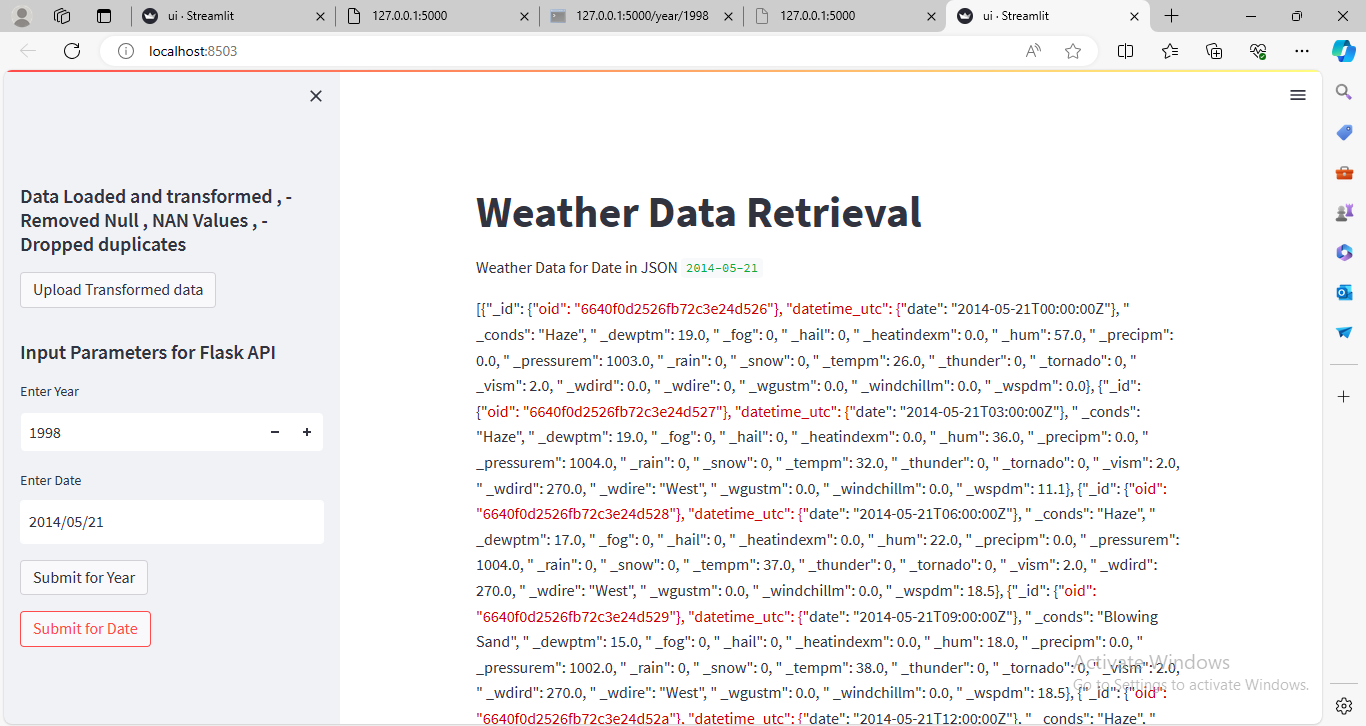 ui · Streamlit
127.0.0.1:5000
127.0.0.1:5000/year/1998
127.0.0.1:5000
ui · Streamlit
localhost:8503
Data Loaded and transformed , -
Removed Null , NAN Values , -
Dropped duplicates
Upload Transformed data
Input Parameters for Flask API
Enter Year
1998
Enter Date
2014/05/21
Submit for Year
Submit for Date
Weather Data Retrieval
Weather Data for Date in JSON 2014-05-21
[{"_id": {"oid": "6640f0d2526fb72c3e24d526"}, "datetime_utc": {"date": "2014-05-21T00:00:00Z"}, "
_conds": "Haze", " _dewptm": 19.0, " _fog": 0, " _hail": 0, " _heatindexm": 0.0, " _hum": 57.0, " _precipm":
0.0, " _pressurem": 1003.0, " _rain": 0, " _snow": 0, " _tempm": 26.0, " _thunder": 0, " _tornado": 0, "
_vism": 2.0, " _wdird": 0.0, " _wdire": 0, " _wgustm": 0.0, " _windchillm": 0.0, " _wspdm": 0.0}, {"_id":
{"oid": "6640f0d2526fb72c3e24d527"}, "datetime_utc": {"date": "2014-05-21T03:00:00Z"}, " _conds":
"Haze", " _dewptm": 19.0, " _fog": 0, " _hail": 0, " _heatindexm": 0.0, " _hum": 36.0, " _precipm": 0.0, "
_pressurem": 1004.0, " _rain": 0, " _snow": 0, " _tempm": 32.0, " _thunder": 0, " _tornado": 0, " _vism": 2.0,
" _wdird": 270.0, " _wdire": "West", " _wgustm": 0.0, " _windchillm": 0.0, " _wspdm": 11.1}, {"_id": {"oid":
"6640f0d2526fb72c3e24d528"}, "datetime_utc": {"date": "2014-05-21T06:00:00Z"}, " _conds": "Haze", "
_dewptm": 17.0, " _fog": 0, " _hail": 0, " _heatindexm": 0.0, " _hum": 22.0, " _precipm": 0.0, " _pressurem":
1004.0, " _rain": 0, " _snow": 0, " _tempm": 37.0, " _thunder": 0, " _tornado": 0, " _vism": 2.0, " _wdird":
270.0, " _wdire": "West", " _wgustm": 0.0, " _windchillm": 0.0, " _wspdm": 18.5}, {"_id": {"oid":
"6640f0d2526fb72c3e24d529"}, "datetime_utc": {"date": "2014-05-21T09:00:00Z"}, " _conds": "Blowing
Sand", " _dewptm": 15.0, " _fog": 0, " _hail": 0, " _heatindexm": 0.0, " _hum": 18.0, " _precipm": 0.0, "
_pressurem": 1002.0, " _rain": 0, " _snow": 0, " _tempm": 38.0, " _thunder": 0, " _tornado": 0, " _vism": 2.0,
" _wdird": 270.0, " _wdire": "West", " _wgustm": 0.0, " _windchillm": 0.0, " _wspdm": 18.5}, {"_id": {"oid":
"6640f0d2526fb72c3e24d52a"}, "datetime_utc": {"date": "2014-05-21T12:00:00Z"}, " _conds": "Haze", "
Activate Windows
Go to Settings to activate Windows.